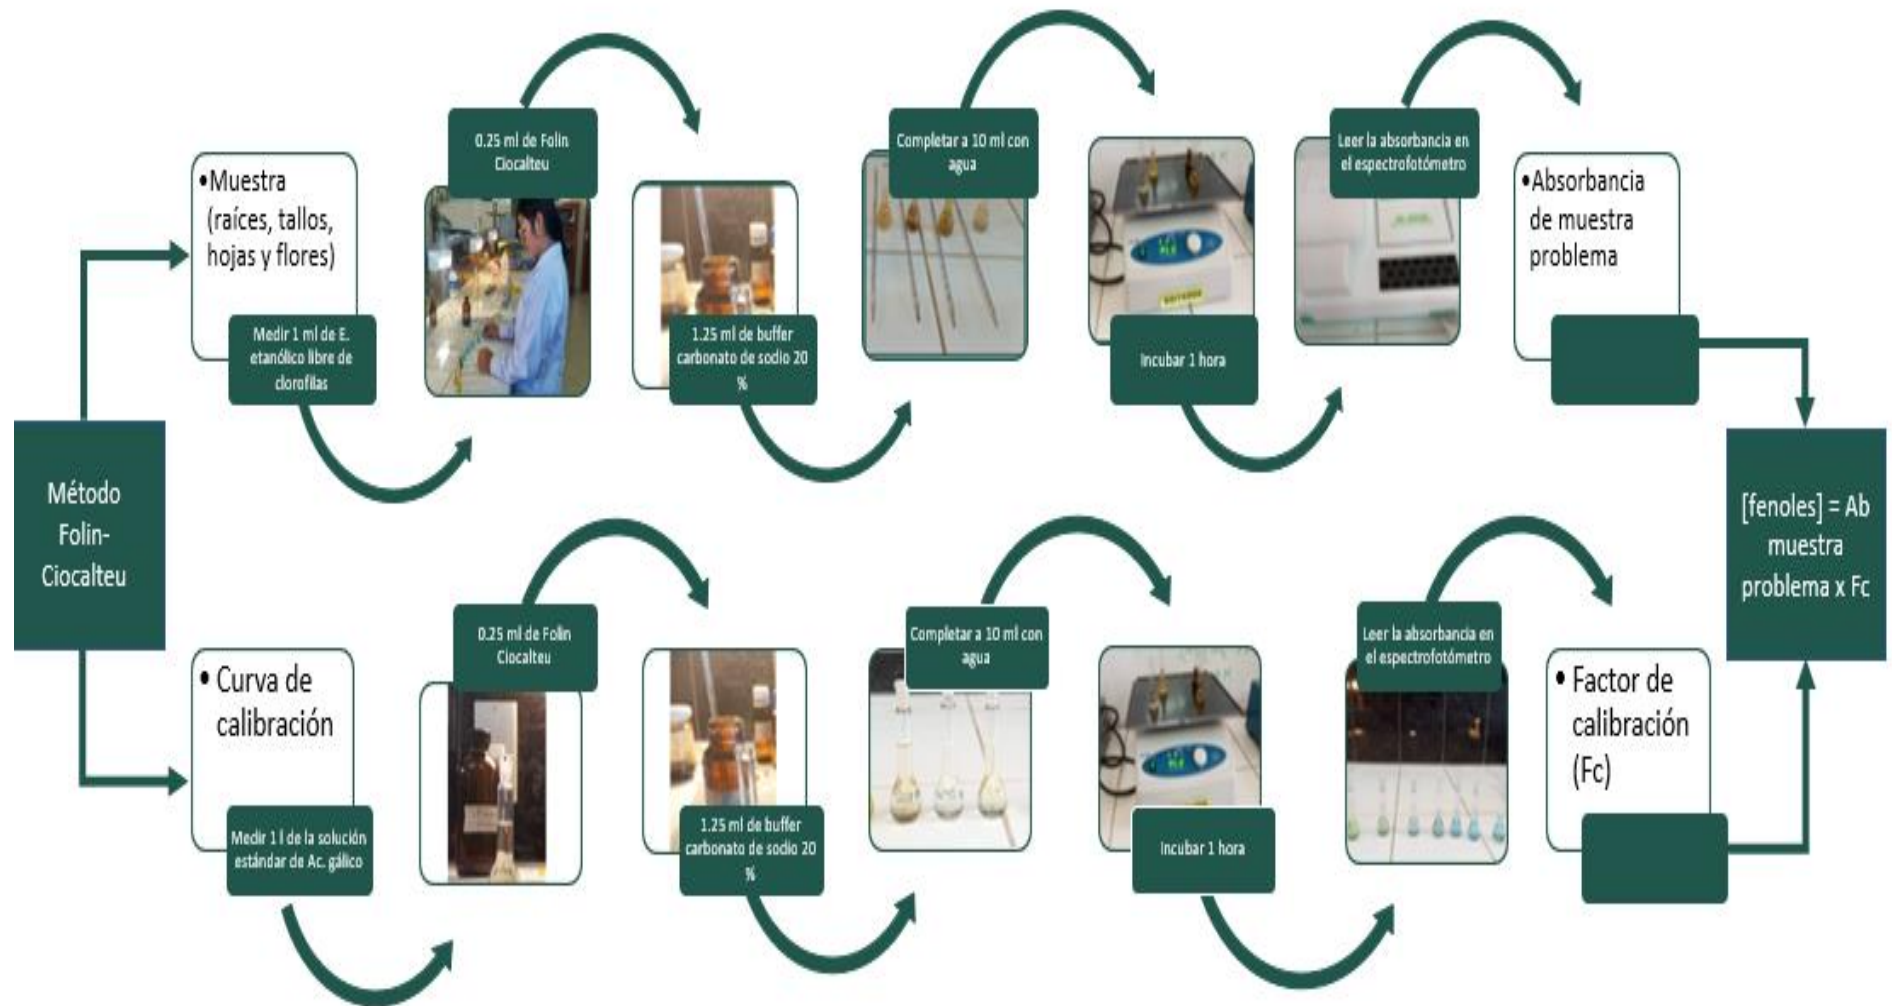 Método
Folin-
Ciocalteu
•Muestra
(raíces, tallos,
hojas y flores)
Medir 1 ml de E.
etanólico libre de
clorofilas
0.25 ml de Folin
Ciocalteu
1.25 ml de buffer
carbonato de sodio 20
%
Completar a 10 ml con
agua
Incubar 1 hora
Leer la absorbancia en
el espectrofotómetro
•Absorbancia
de muestra
problema
• Curva de
calibración
Medir 1 l de la solución
estándar de Ac. gálico
0.25 ml de Folin
Ciocalteu
1.25 ml de buffer
carbonato de sodio 20
%
Completar a 10 ml con
agua
Incubar 1 hora
Leer la absorbancia en
el espectrofotómetro
• Factor de
calibración
(Fc)
[fenoles] = Ab
muestra
problema x Fc